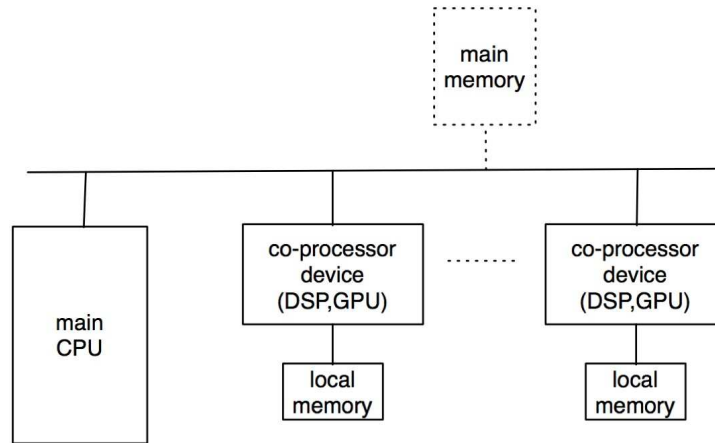 main
memory
co-processor
device
(DSP,GPU)
co-processor
device
(DSP,GPU)
main
CPU
local
memory
local
memory